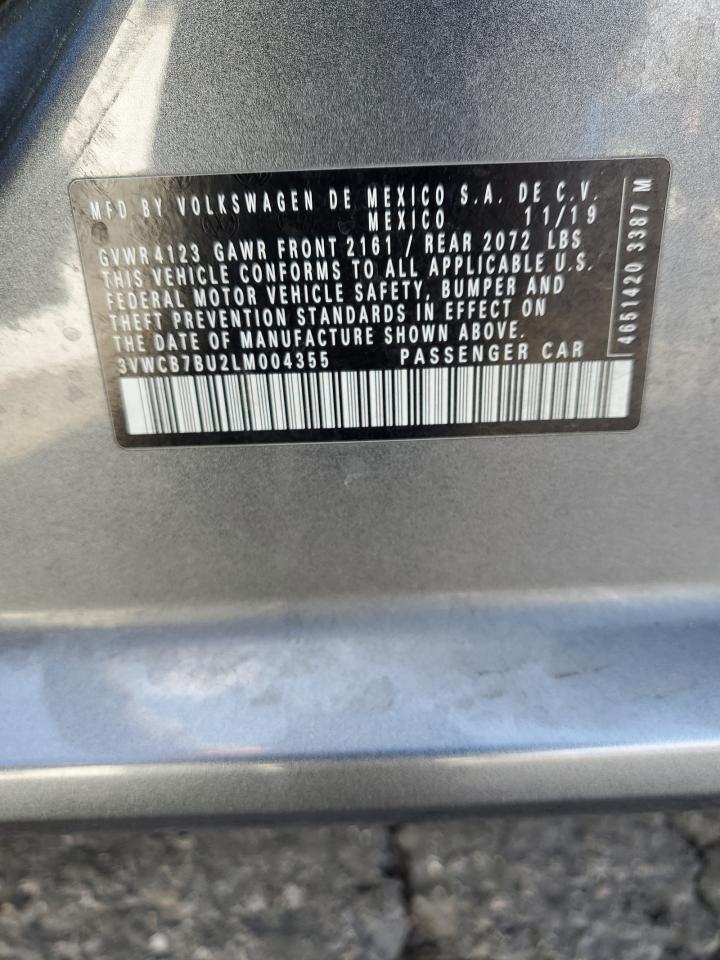 MFD BY VOLKSWAGEN DE MEXICO S.A. DE C.V.
MEXICO 11/19
GVWR 4123 GAWR FRONT 2161 / REAR 2072 LBS
THIS VEHICLE CONFORMS TO ALL APPLICABLE U.S.
FEDERAL MOTOR VEHICLE SAFETY, BUMPER AND
THEFT PREVENTION STANDARDS IN EFFECT ON
THE DATE OF MANUFACTURE SHOWN ABOVE.
3VWCB7BU2LM004355 PASSENGER CAR
4651420 3387 M